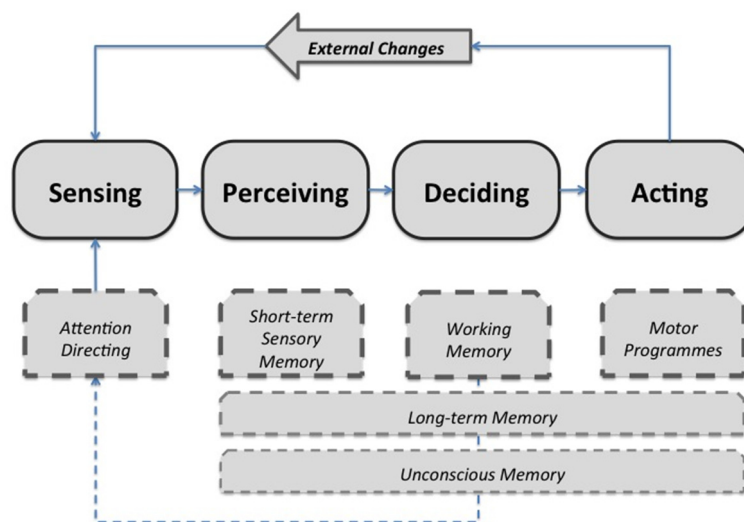 External Changes
Sensing
Perceiving
Deciding
Acting
Attention
Directing
Short-term
Sensory
Memory
Working
Memory
Motor
Programmes
Long-term Memory
Unconscious Memory